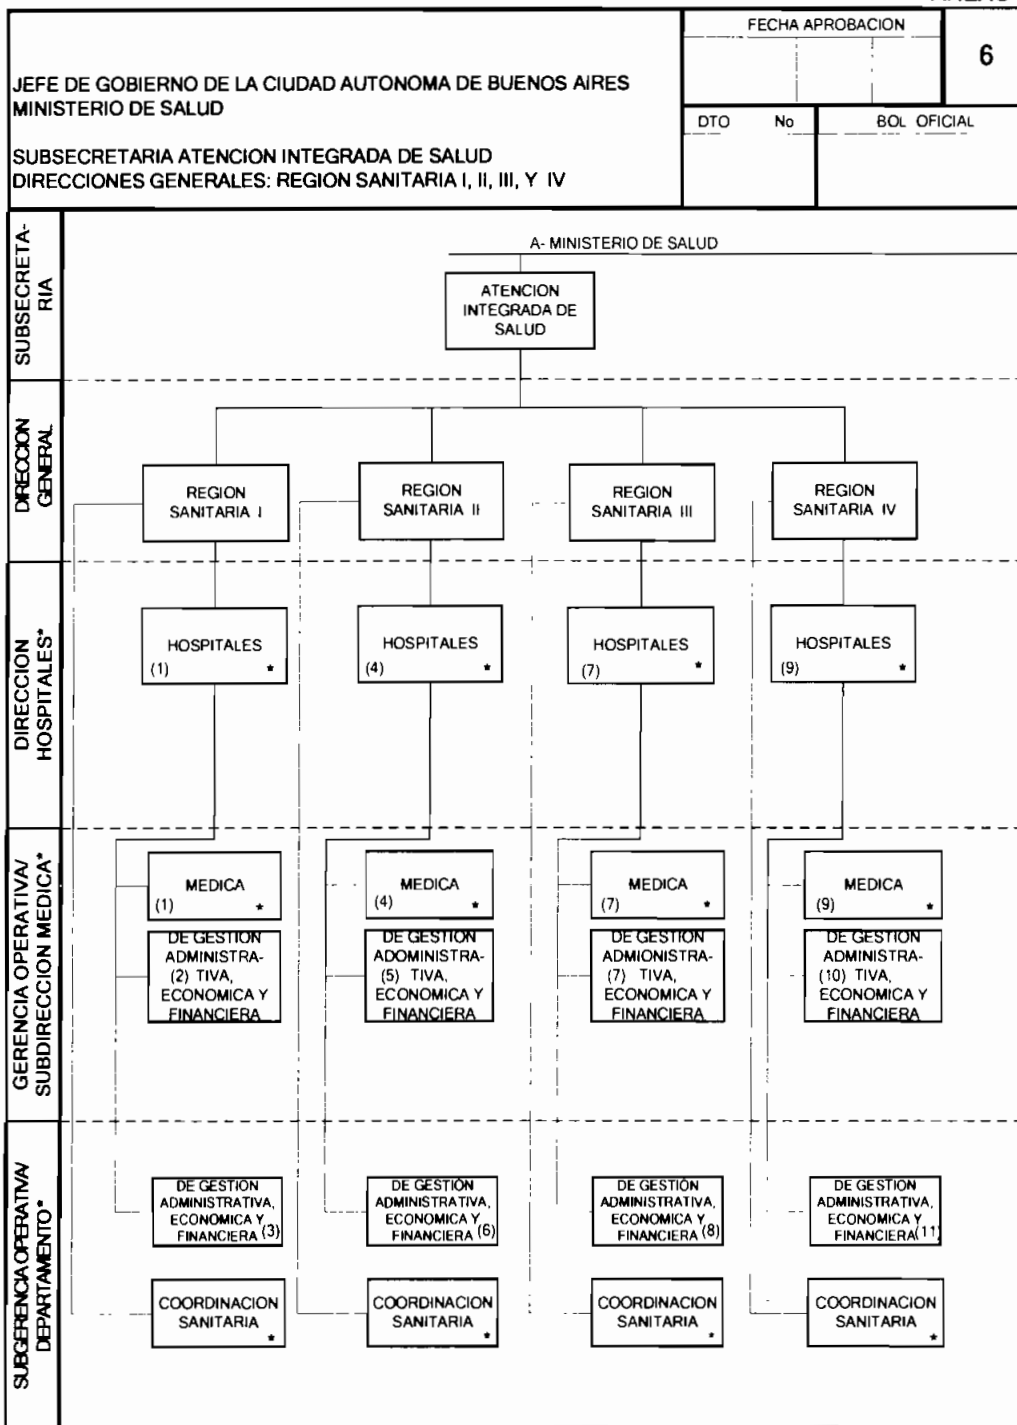 FECHA APROBACION
6
JEFE DE GOBIERNO DE LA CIUDAD AUTONOMA DE BUENOS AIRES
MINISTERIO DE SALUD
DTO No BOL OFICIAL
SUBSECRETARIA ATENCION INTEGRADA DE SALUD
DIRECCIONES GENERALES: REGION SANITARIA I, II, III, Y IV
SUBSECRETA-
RIA
A- MINISTERIO DE SALUD
ATENCION
INTEGRADA DE
SALUD
DIRECCION
GENERAL
REGION
SANITARIA I
REGION
SANITARIA II
REGION
SANITARIA III
REGION
SANITARIA IV
DIRECCION
HOSPITALES*
HOSPITALES
(1) *
HOSPITALES
(4) *
HOSPITALES
(7) *
HOSPITALES
(9) *
GERENCIA OPERATIVA/
SUBDIRECCION MEDICA*
MEDICA
(1) *
MEDICA
(4) *
MEDICA
(7) *
MEDICA
(9) *
DE GESTION
ADMINISTRA-
(2) TIVA,
ECONOMICA Y
FINANCIERA
DE GESTION
ADOMINISTRA-
(5) TIVA,
ECONOMICA Y
FINANCIERA
DE GESTION
ADMIONISTRA-
(7) TIVA,
ECONOMICA Y
FINANCIERA
DE GESTION
ADMINISTRA-
(10) TIVA,
ECONOMICA Y
FINANCIERA
SUBGERENCIA OPERATIVA/
DEPARTAMENTO*
DE GESTION
ADMINISTRATIVA,
ECONOMICA Y
FINANCIERA (3)
DE GESTION
ADMINISTRATIVA,
ECONOMICA Y
FINANCIERA (6)
DE GESTION
ADMINISTRATIVA,
ECONOMICA Y
FINANCIERA (8)
DE GESTION
ADMINISTRATIVA,
ECONOMICA Y
FINANCIERA (11)
COORDINACION
SANITARIA
*
COORDINACION
SANITARIA
*
COORDINACION
SANITARIA
*
COORDINACION
SANITARIA
*